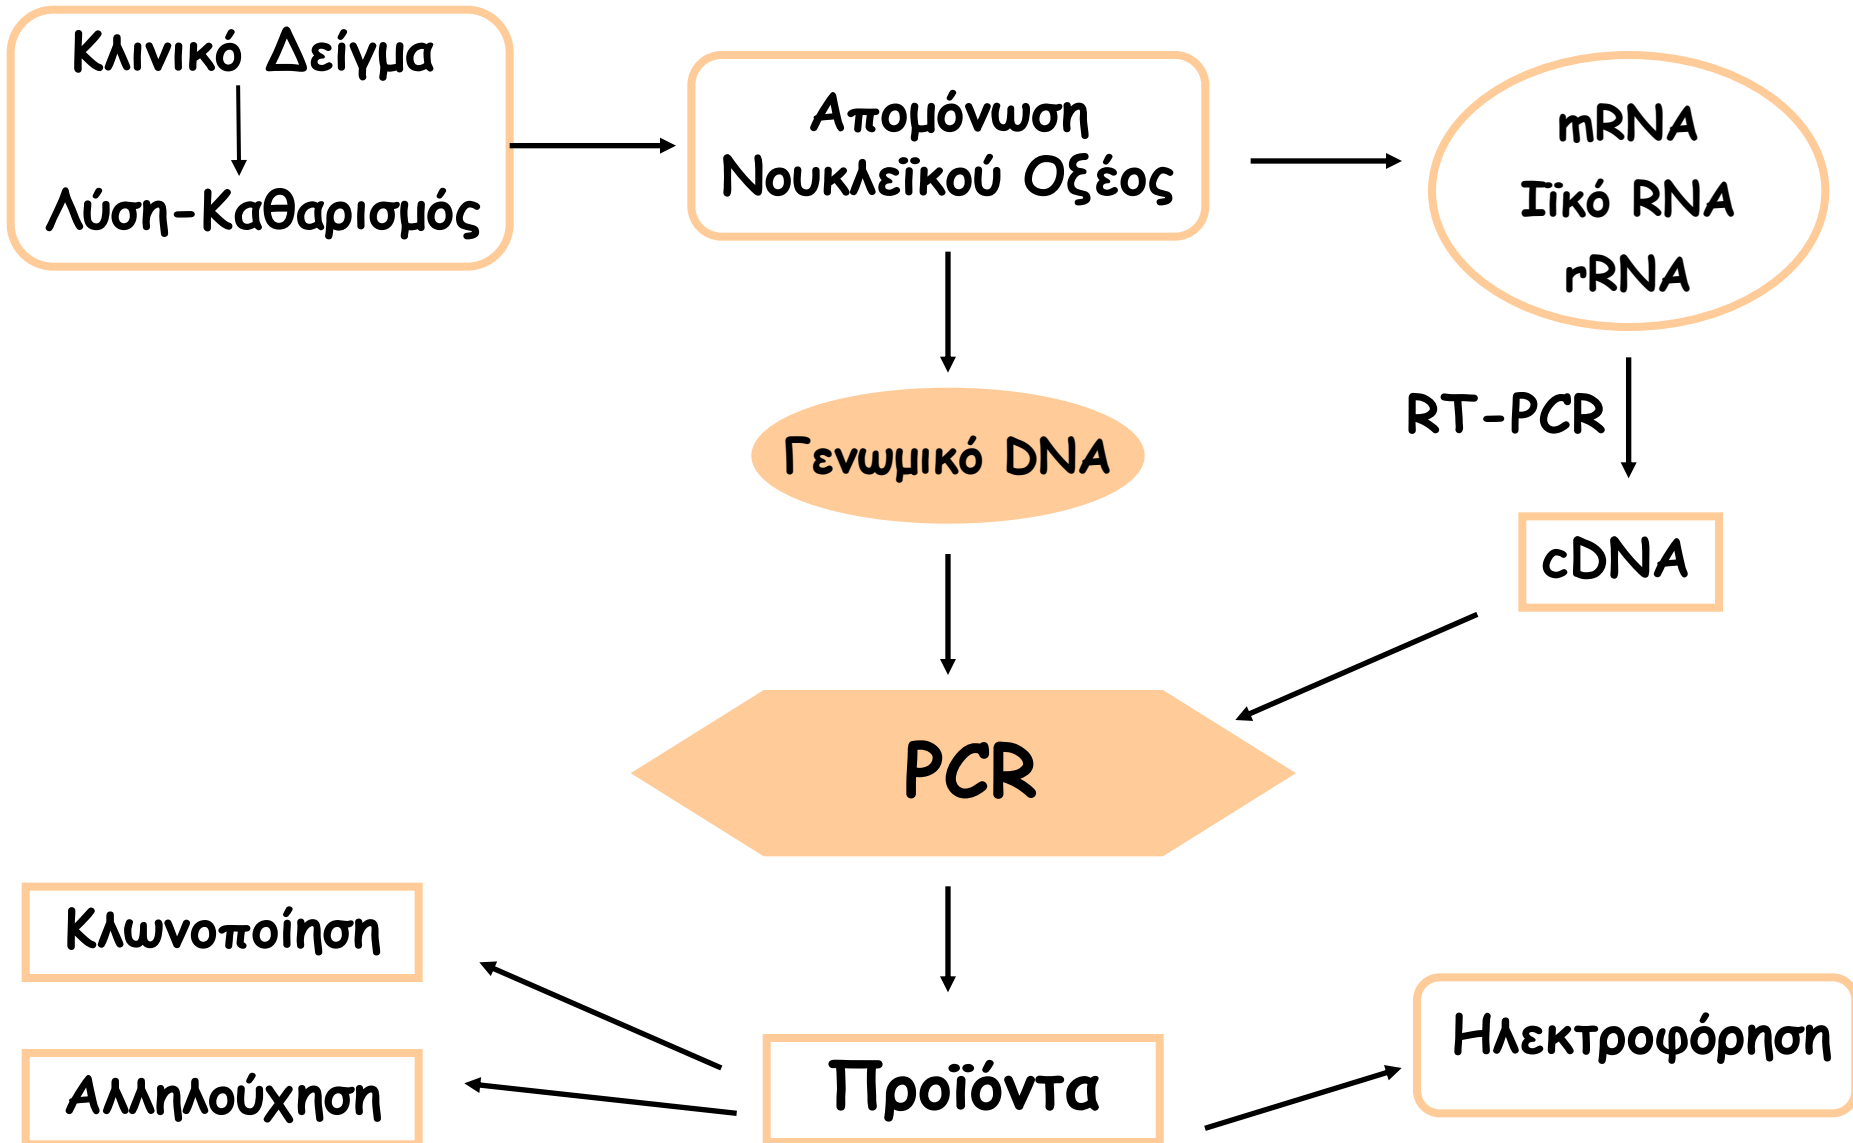 Κλινικό Δείγμα
Λύση-Καθαρισμός
Απομόνωση
Νουκλεϊκού Οξέος
mRNA
Ιϊκό RNA
rRNA
RT-PCR
Γενωμικό DNA
cDNA
PCR
Κλωνοποίηση
Αλληλούχηση
Προϊόντα
Ηλεκτροφόρηση